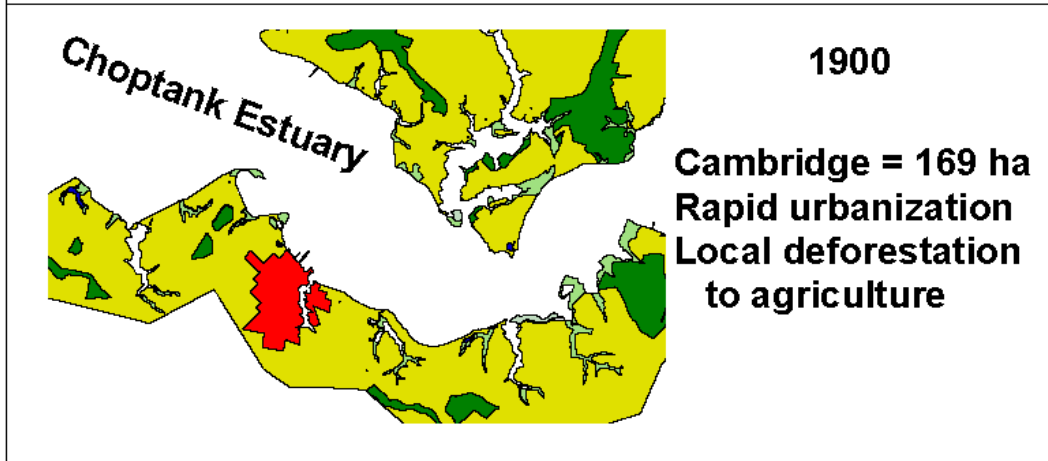 Choptank Estuary
1900
Cambridge = 169 ha
Rapid urbanization
Local deforestation
to agriculture